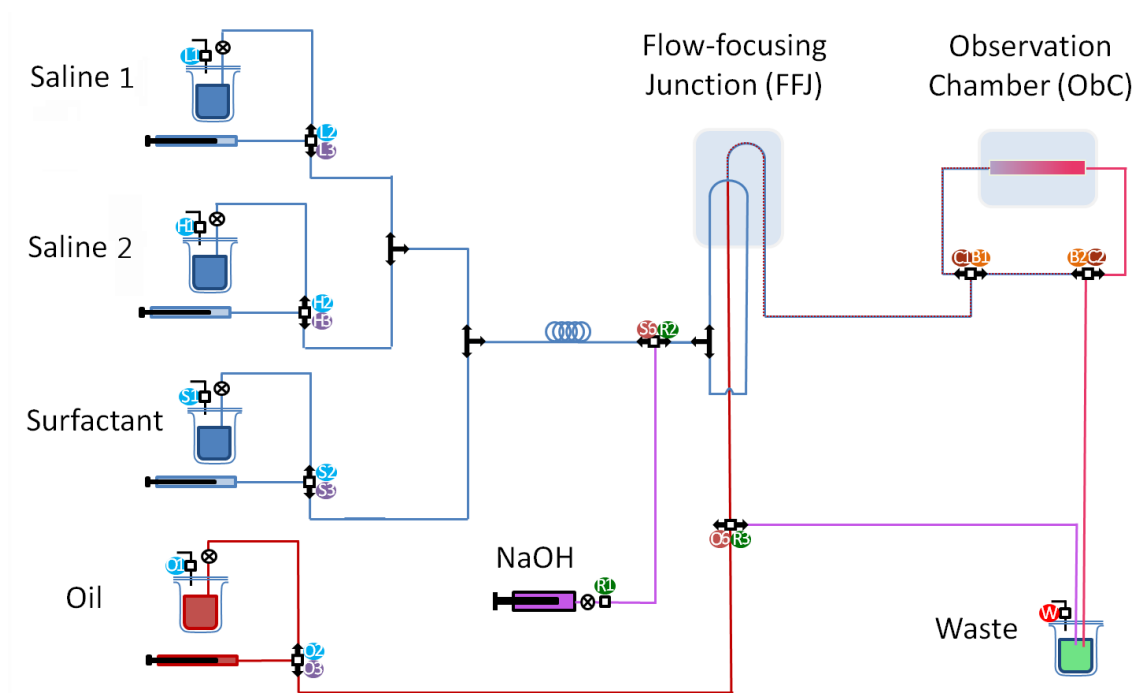 Flow-focusing
Junction (FFJ)
Observation
Chamber (ObC)
Saline 1
L1
L2
L3
Saline 2
H1
H2
H3
C1
B1
B2
C2
S6
R2
Surfactant
S1
S2
S3
O6
R3
NaOH
R1
Oil
O1
O2
O3
Waste
W